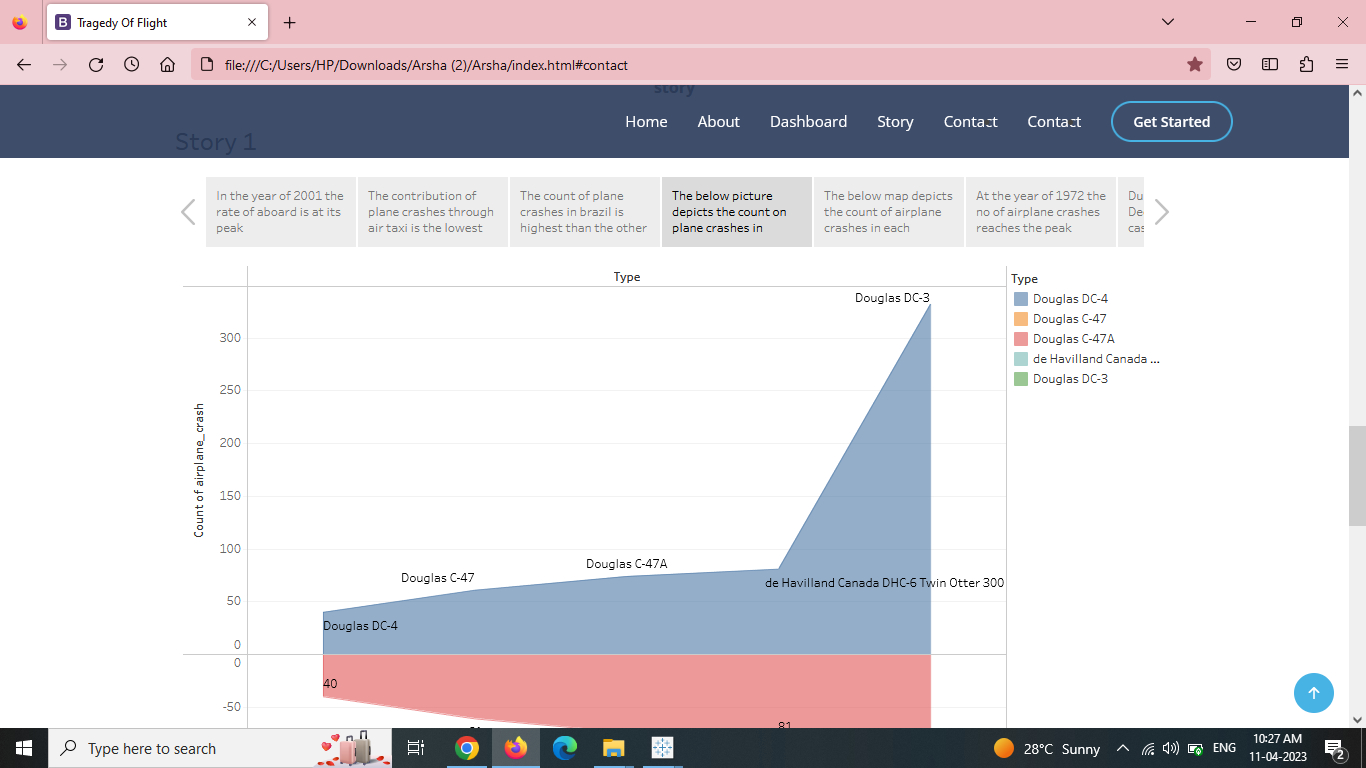 Tragedy Of Flight
file:///C:/Users/HP/Downloads/Arsha (2)/Arsha/index.html#contact
story
Home About Dashboard Story Contact Contact Get Started
Story 1
In the year of 2001 the
rate of aboard is at its
peak
The contribution of
plane crashes through
air taxi is the lowest
The count of plane
crashes in brazil is
highest than the other
The below picture
depicts the count on
plane crashes in
The below map depicts
the count of airplane
crashes in each
At the year of 1972 the
no of airplane crashes
reaches the peak
Type
Type
Douglas DC-4
Douglas C-47
Douglas C-47A
de Havilland Canada ...
Douglas DC-3
Count of airplane_crash
300
250
200
150
100
50
0
0
-50
Douglas DC-3
Douglas C-47A
Douglas C-47
de Havilland Canada DHC-6 Twin Otter 300
Douglas DC-4
40
81
Type here to search
28°C Sunny
ENG
10:27 AM
11-04-2023
2